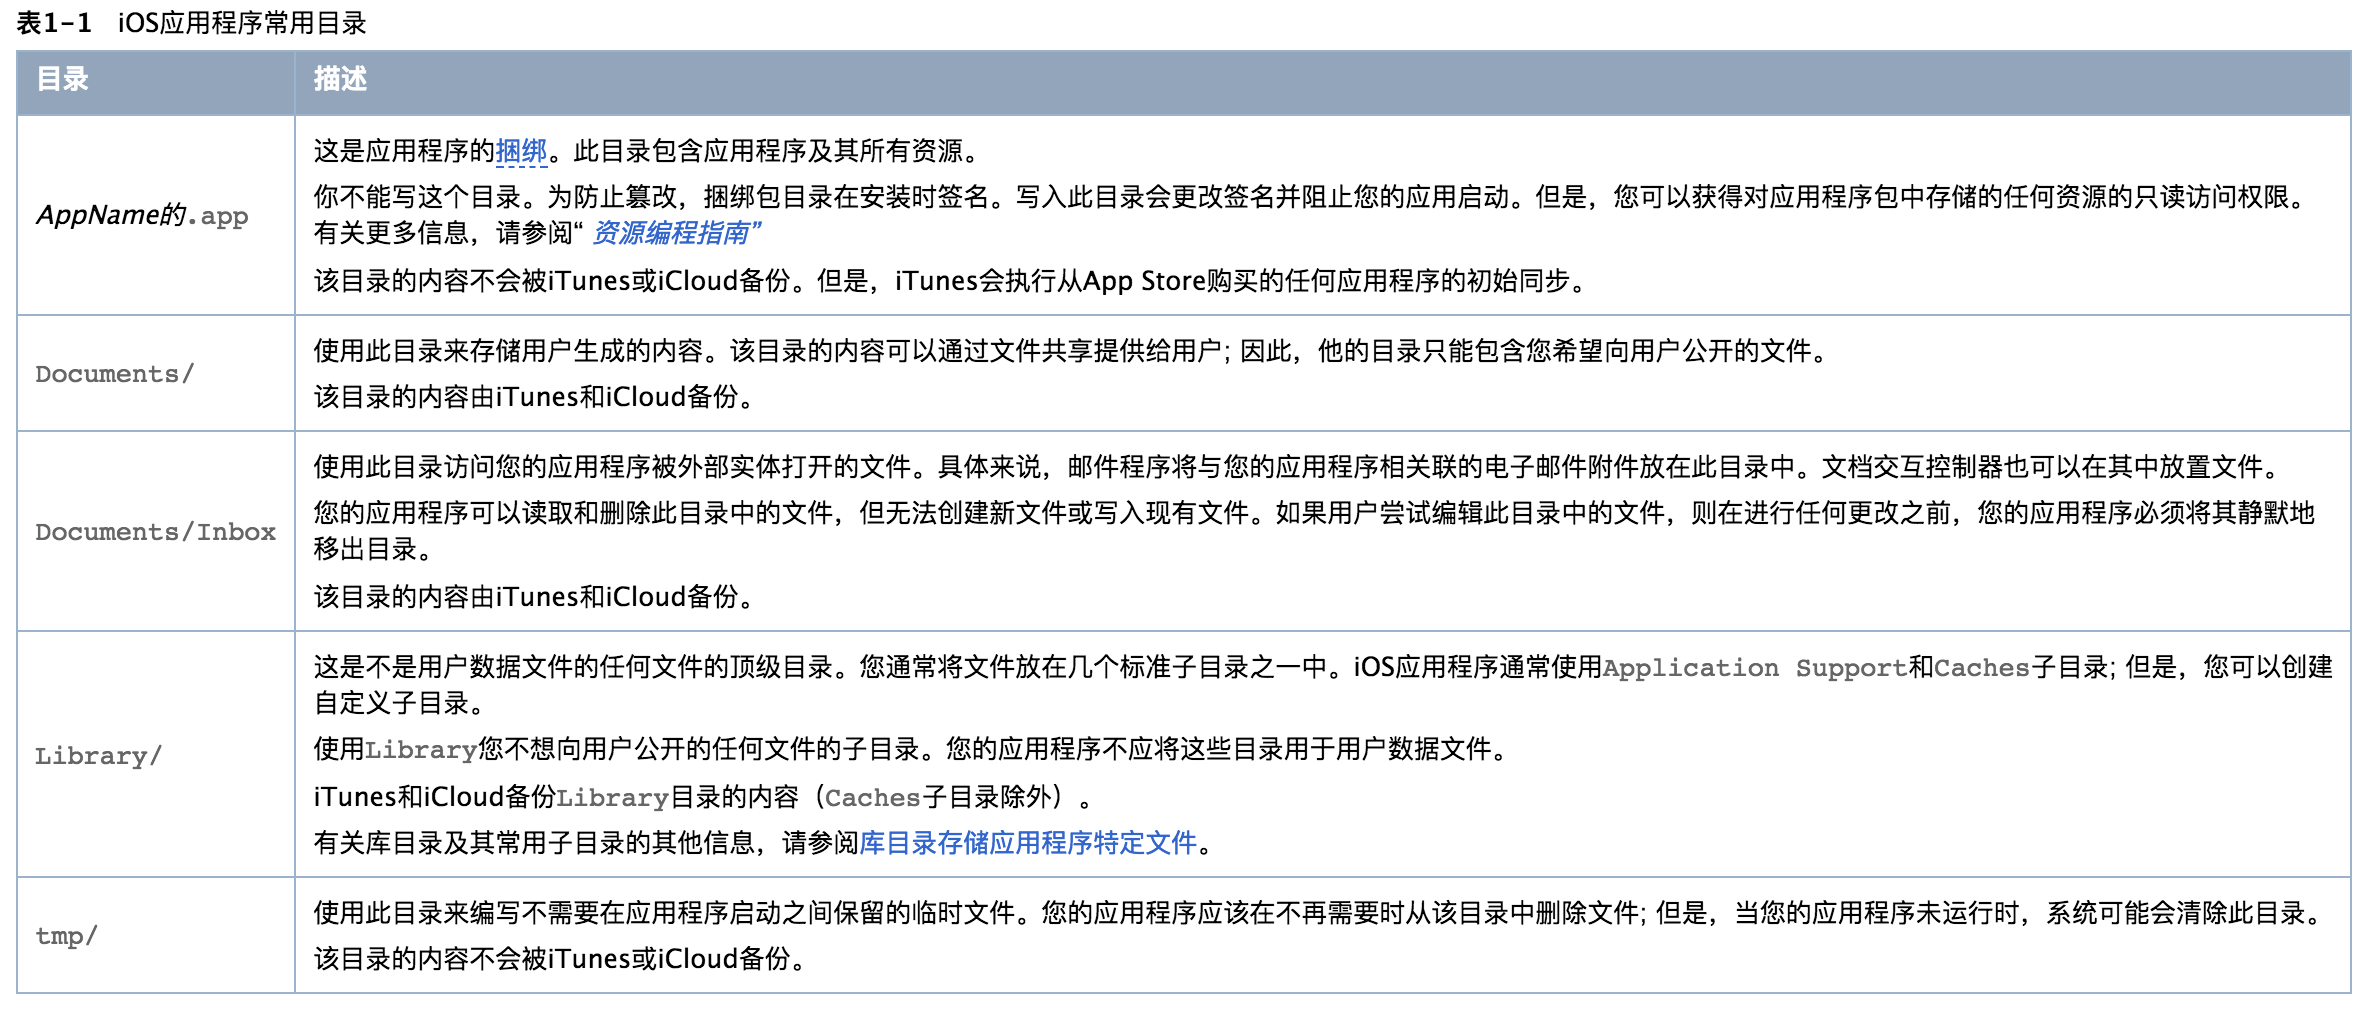 表1-1 iOS应用程序常用目录
目录 描述
AppName的.app
这是应用程序的捆绑。此目录包含应用程序及其所有资源。
你不能写这个目录。为防止篡改，捆绑包目录在安装时签名。写入此目录会更改签名并阻止您的应用启动。但是，您可以获得对应用程序包中存储的任何资源的只读访问权限。
有关更多信息，请参阅“ 资源编程指南”
该目录的内容不会被iTunes或iCloud备份。但是，iTunes会执行从App Store购买的任何应用程序的初始同步。
Documents/
使用此目录来存储用户生成的内容。该目录的内容可以通过文件共享提供给用户; 因此，他的目录只能包含您希望向用户公开的文件。
该目录的内容由iTunes和iCloud备份。
Documents/Inbox
使用此目录访问您的应用程序被外部实体打开的文件。具体来说，邮件程序将与您的应用程序相关联的电子邮件附件放在此目录中。文档交互控制器也可以在其中放置文件。
您的应用程序可以读取和删除此目录中的文件，但无法创建新文件或写入现有文件。如果用户尝试编辑此目录中的文件，则在进行任何更改之前，您的应用程序必须将其静默地
移出目录。
该目录的内容由iTunes和iCloud备份。
Library/
这是不是用户数据文件的任何文件的顶级目录。您通常将文件放在几个标准子目录之一中。iOS应用程序通常使用Application Support和Caches子目录; 但是，您可以创建
自定义子目录。
使用Library您不想向用户公开的任何文件的子目录。您的应用程序不应将这些目录用于用户数据文件。
iTunes和iCloud备份Library目录的内容（Caches子目录除外）。
有关库目录及其常用子目录的其他信息，请参阅库目录存储应用程序特定文件。
tmp/
使用此目录来编写不需要在应用程序启动之间保留的临时文件。您的应用程序应该在不再需要时从该目录中删除文件; 但是，当您的应用程序未运行时，系统可能会清除此目录。
该目录的内容不会被iTunes或iCloud备份。